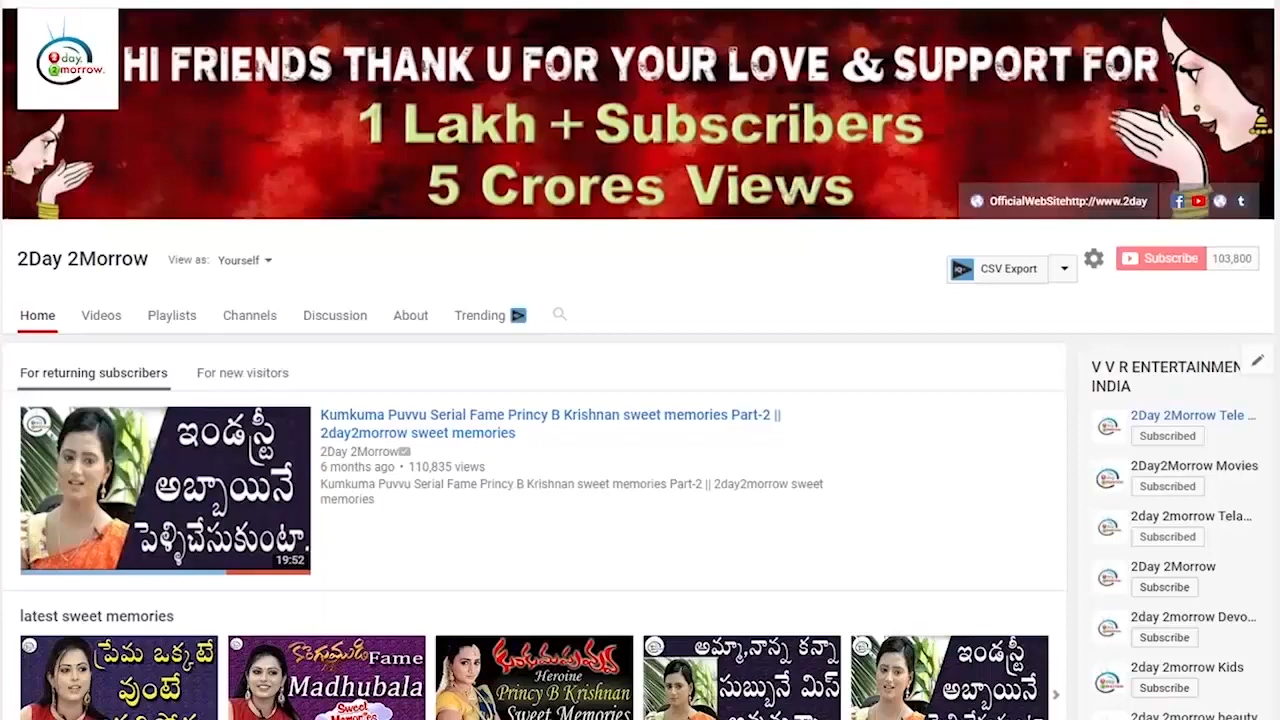 day.
2morrow.
HI FRIENDS THANK U FOR YOUR LOVE & SUPPORT FOR
1 Lakh + Subscribers
5 Crores Views
OfficialWebSitehttp://www.2day
2Day 2Morrow
View as: Yourself
CSV Export
Subscribe 103,800
Home Videos Playlists Channels Discussion About Trending
For returning subscribers For new visitors
ఇండస్ట్రీ
అబ్బాయినే
పెళ్ళిచేసుకుంటా.
19:52
Kumkuma Puvvu Serial Fame Princy B Krishnan sweet memories Part-2 ||
2day2morrow sweet memories
2Day 2Morrow
6 months ago • 110,835 views
Kumkuma Puvvu Serial Fame Princy B Krishnan sweet memories Part-2 || 2day2morrow sweet
memories
V V R ENTERTAINMEN
INDIA
2Day 2Morrow Tele ...
Subscribed
2Day2Morrow Movies
Subscribed
2day 2morrow Tela...
Subscribed
2Day 2Morrow
Subscribe
2day 2morrow Devo...
Subscribe
2day 2morrow Kids
Subscribe
2day 2morrow beauty
latest sweet memories
ప్రేమ ఒక్కటే
వుంటే
Fame
Madhubala
Sweet
Memories
కుంకుమపువ్వు
Heroine
Princy B Krishnan
Sweet Memories
అమ్మా,నాన్న కన్నా
సుబ్బునే మిస్
ఇండస్ట్రీ
అబ్బాయినే